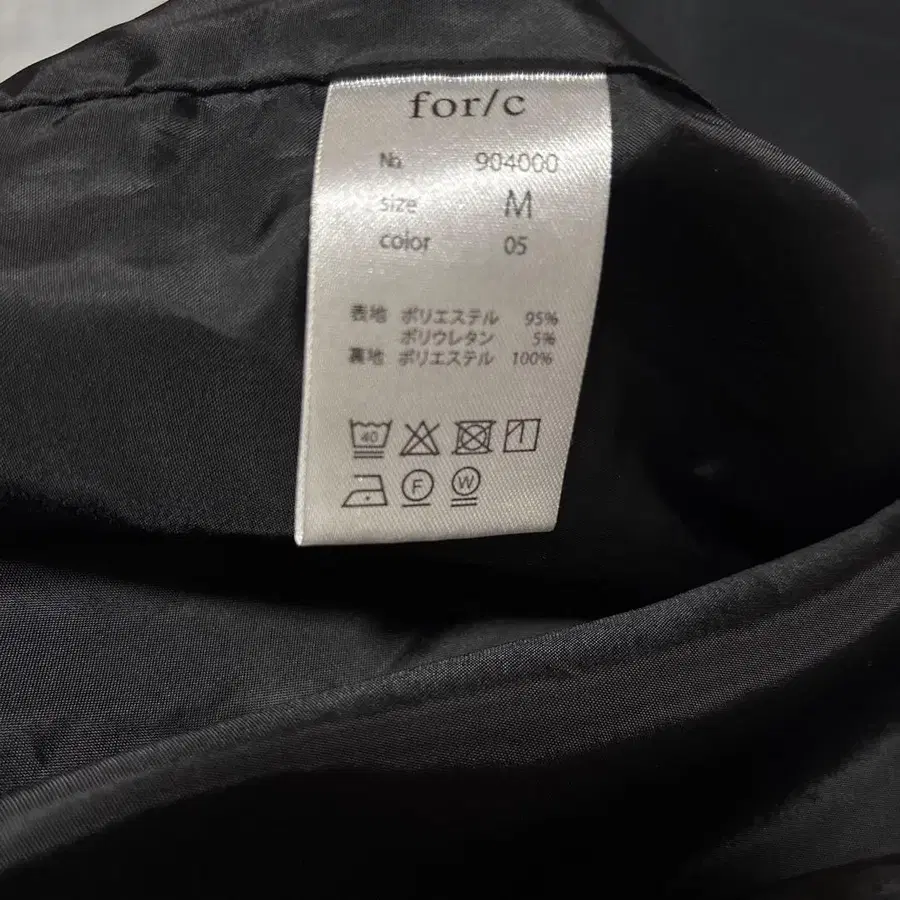 for/c
No. 904000
size M
color 05
表地 ポリエステル 95%
ポリウレタン 5%
裏地 ポリエステル 100%
40
F W